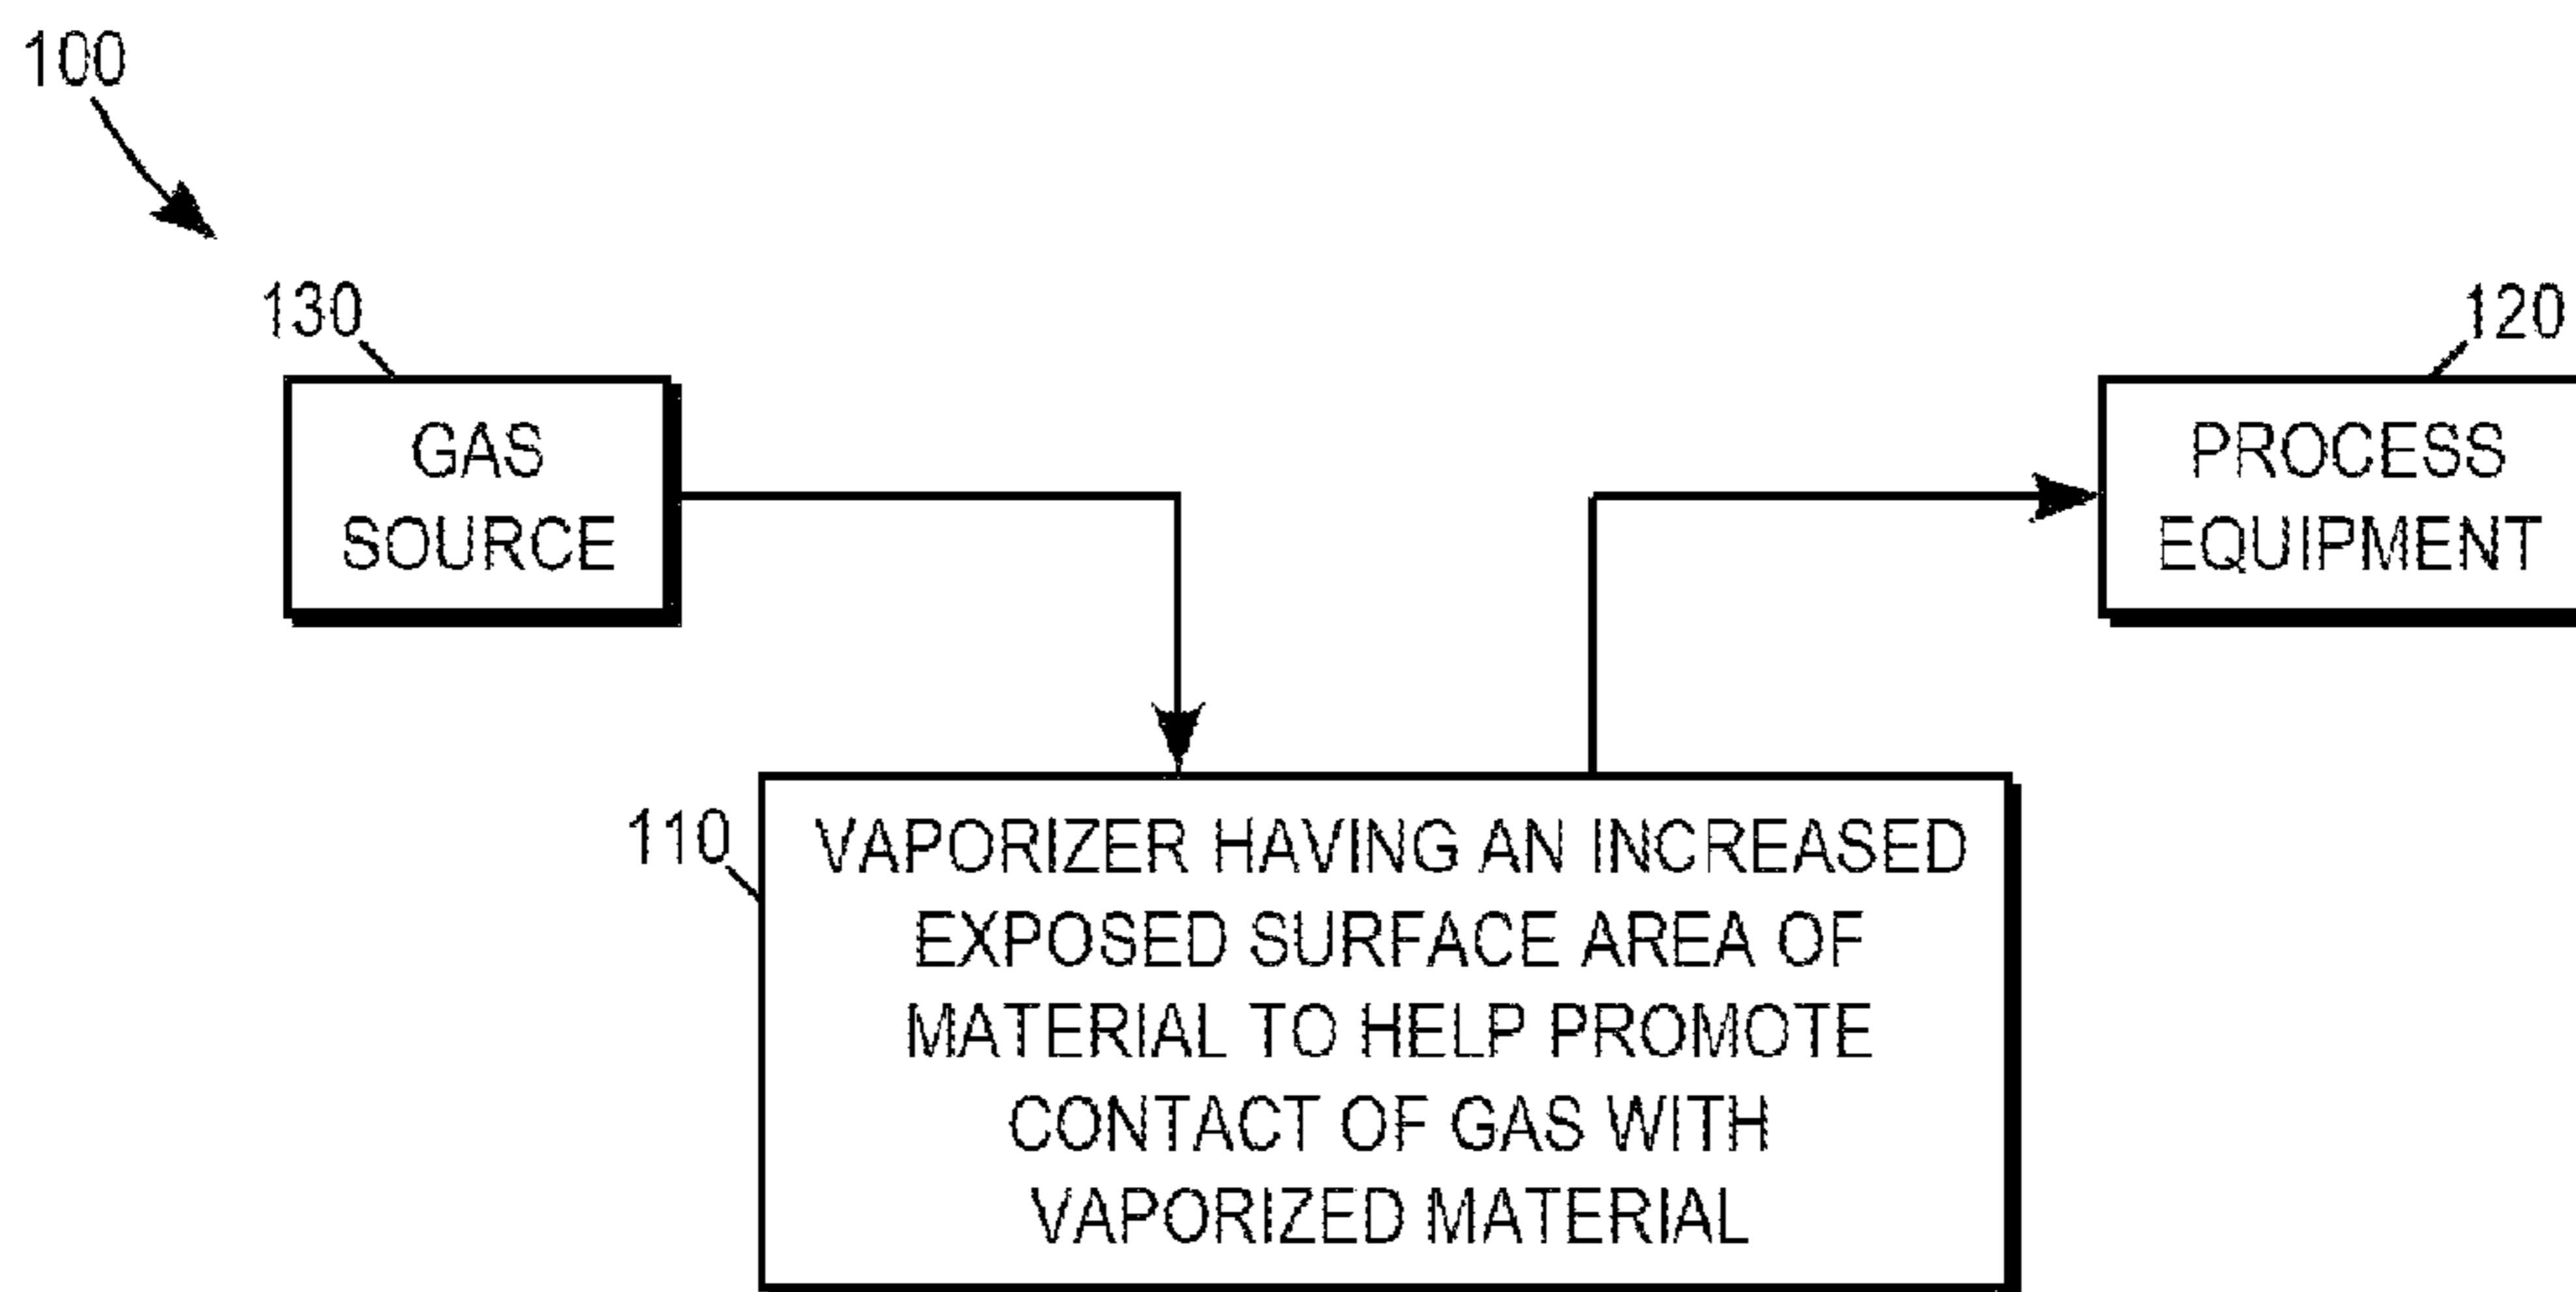 100
130
GAS
SOURCE
120
PROCESS
EQUIPMENT
110
VAPORIZER HAVING AN INCREASED
EXPOSED SURFACE AREA OF
MATERIAL TO HELP PROMOTE
CONTACT OF GAS WITH
VAPORIZED MATERIAL